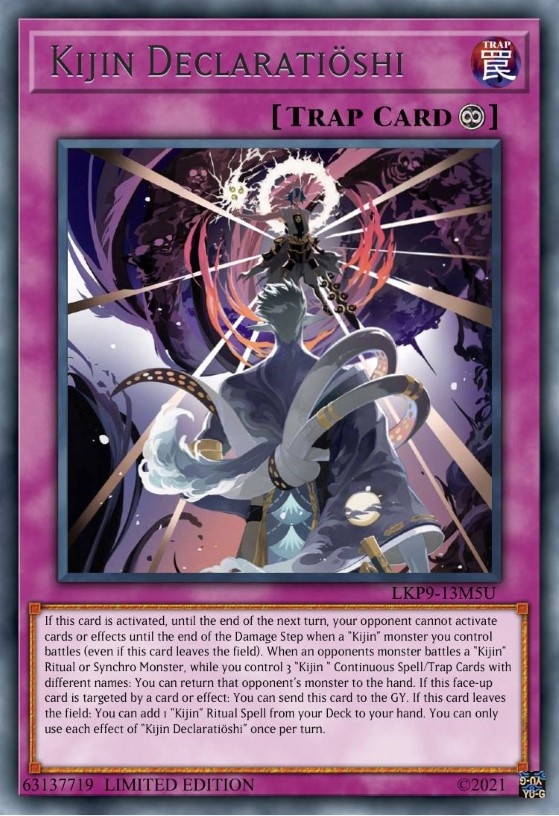 KIJIN DECLARATIÖSHI
TRAP
罠
[TRAP CARD ♾]
LKP9-13M5U
If this card is activated, until the end of the next turn, your opponent cannot activate
cards or effects until the end of the Damage Step when a "Kijin" monster you control
battles (even if this card leaves the field). When an opponents monster battles a "Kijin"
Ritual or Synchro Monster, while you control 3 "Kijin " Continuous Spell/Trap Cards with
different names: You can return that opponent's monster to the hand. If this face-up
card is targeted by a card or effect: You can send this card to the GY. If this card leaves
the field: You can add 1 "Kijin" Ritual Spell from your Deck to your hand. You can only
use each effect of "Kijin Declaratiöshi" once per turn.
63137719 LIMITED EDITION
©2021